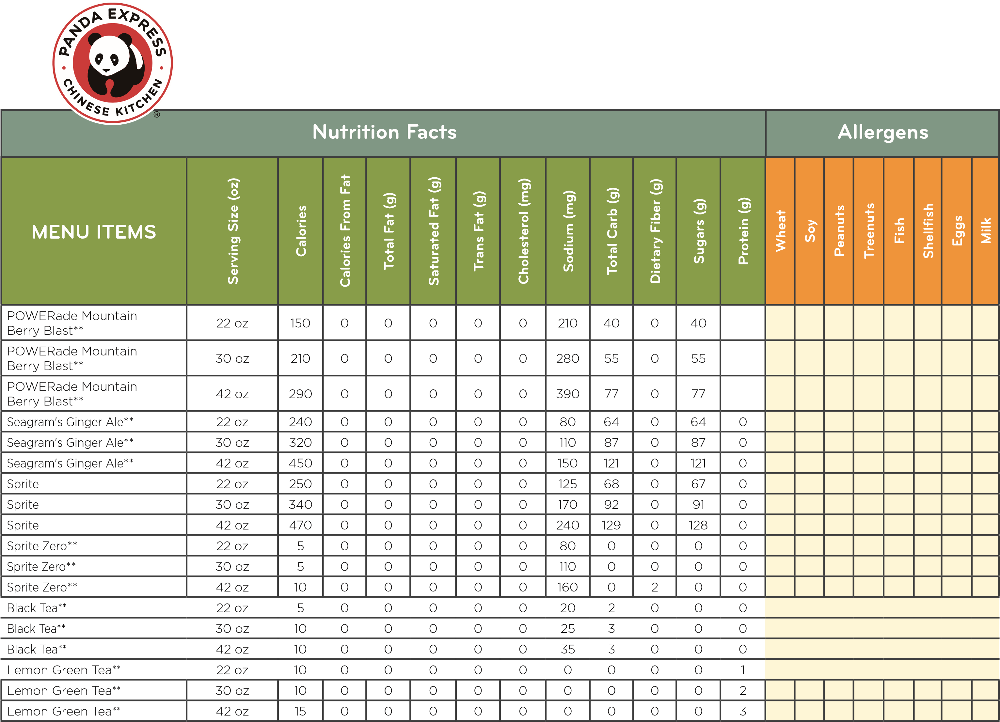 PANDA EXPRESS
CHINESE KITCHEN
®
Nutrition Facts Allergens
MENU ITEMS Serving Size (oz) Calories Calories From Fat Total Fat (g) Saturated Fat (g) Trans Fat (g) Cholesterol (mg) Sodium (mg) Total Carb (g) Dietary Fiber (g) Sugars (g) Protein (g) Wheat Soy Peanuts Treenuts Fish Shellfish Eggs Milk
POWERade Mountain
Berry Blast** 22 oz 150 0 0 0 0 0 210 40 0 40
POWERade Mountain
Berry Blast** 30 oz 210 0 0 0 0 0 280 55 0 55
POWERade Mountain
Berry Blast** 42 oz 290 0 0 0 0 0 390 77 0 77
Seagram's Ginger Ale** 22 oz 240 0 0 0 0 0 80 64 0 64 0
Seagram's Ginger Ale** 30 oz 320 0 0 0 0 0 110 87 0 87 0
Seagram's Ginger Ale** 42 oz 450 0 0 0 0 0 150 121 0 121 0
Sprite 22 oz 250 0 0 0 0 0 125 68 0 67 0
Sprite 30 oz 340 0 0 0 0 0 170 92 0 91 0
Sprite 42 oz 470 0 0 0 0 0 240 129 0 128 0
Sprite Zero** 22 oz 5 0 0 0 0 0 80 0 0 0 0
Sprite Zero** 30 oz 5 0 0 0 0 0 110 0 0 0 0
Sprite Zero** 42 oz 10 0 0 0 0 0 160 0 2 0 0
Black Tea** 22 oz 5 0 0 0 0 0 20 2 0 0 0
Black Tea** 30 oz 10 0 0 0 0 0 25 3 0 0 0
Black Tea** 42 oz 10 0 0 0 0 0 35 3 0 0 0
Lemon Green Tea** 22 oz 10 0 0 0 0 0 0 0 0 0 1
Lemon Green Tea** 30 oz 10 0 0 0 0 0 0 0 0 0 2
Lemon Green Tea** 42 oz 15 0 0 0 0 0 0 0 0 0 3